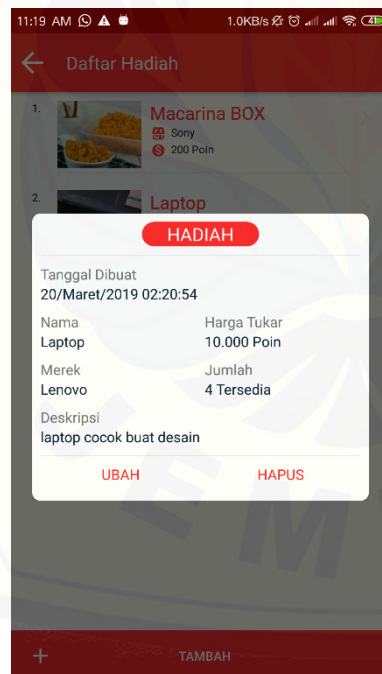 11:19 AM 1.0KB/s
Daftar Hadiah
1.
Macarina BOX
Sony
200 Poin
2.
Laptop
HADIAH
Tanggal Dibuat
20/Maret/2019 02:20:54
Nama Harga Tukar
Laptop 10.000 Poin
Merek Jumlah
Lenovo 4 Tersedia
Deskripsi
laptop cocok buat desain
UBAH HAPUS
+ TAMBAH